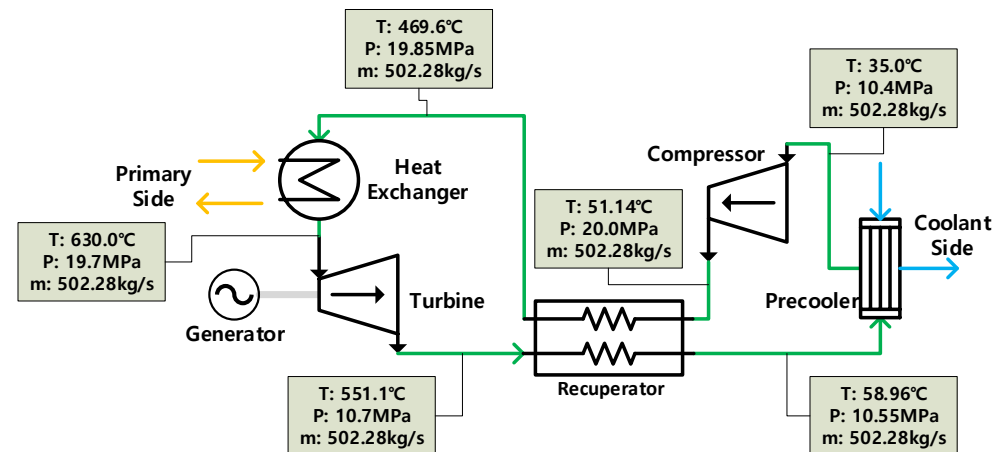 T: 469.6℃
P: 19.85MPa
m: 502.28kg/s
T: 35.0℃
P: 10.4MPa
m: 502.28kg/s
Primary
Side
Heat
Exchanger
Compressor
T: 51.14℃
P: 20.0MPa
m: 502.28kg/s
Coolant
Side
T: 630.0℃
P: 19.7MPa
m: 502.28kg/s
Generator
Turbine
Precooler
Recuperator
T: 551.1℃
P: 10.7MPa
m: 502.28kg/s
T: 58.96℃
P: 10.55MPa
m: 502.28kg/s